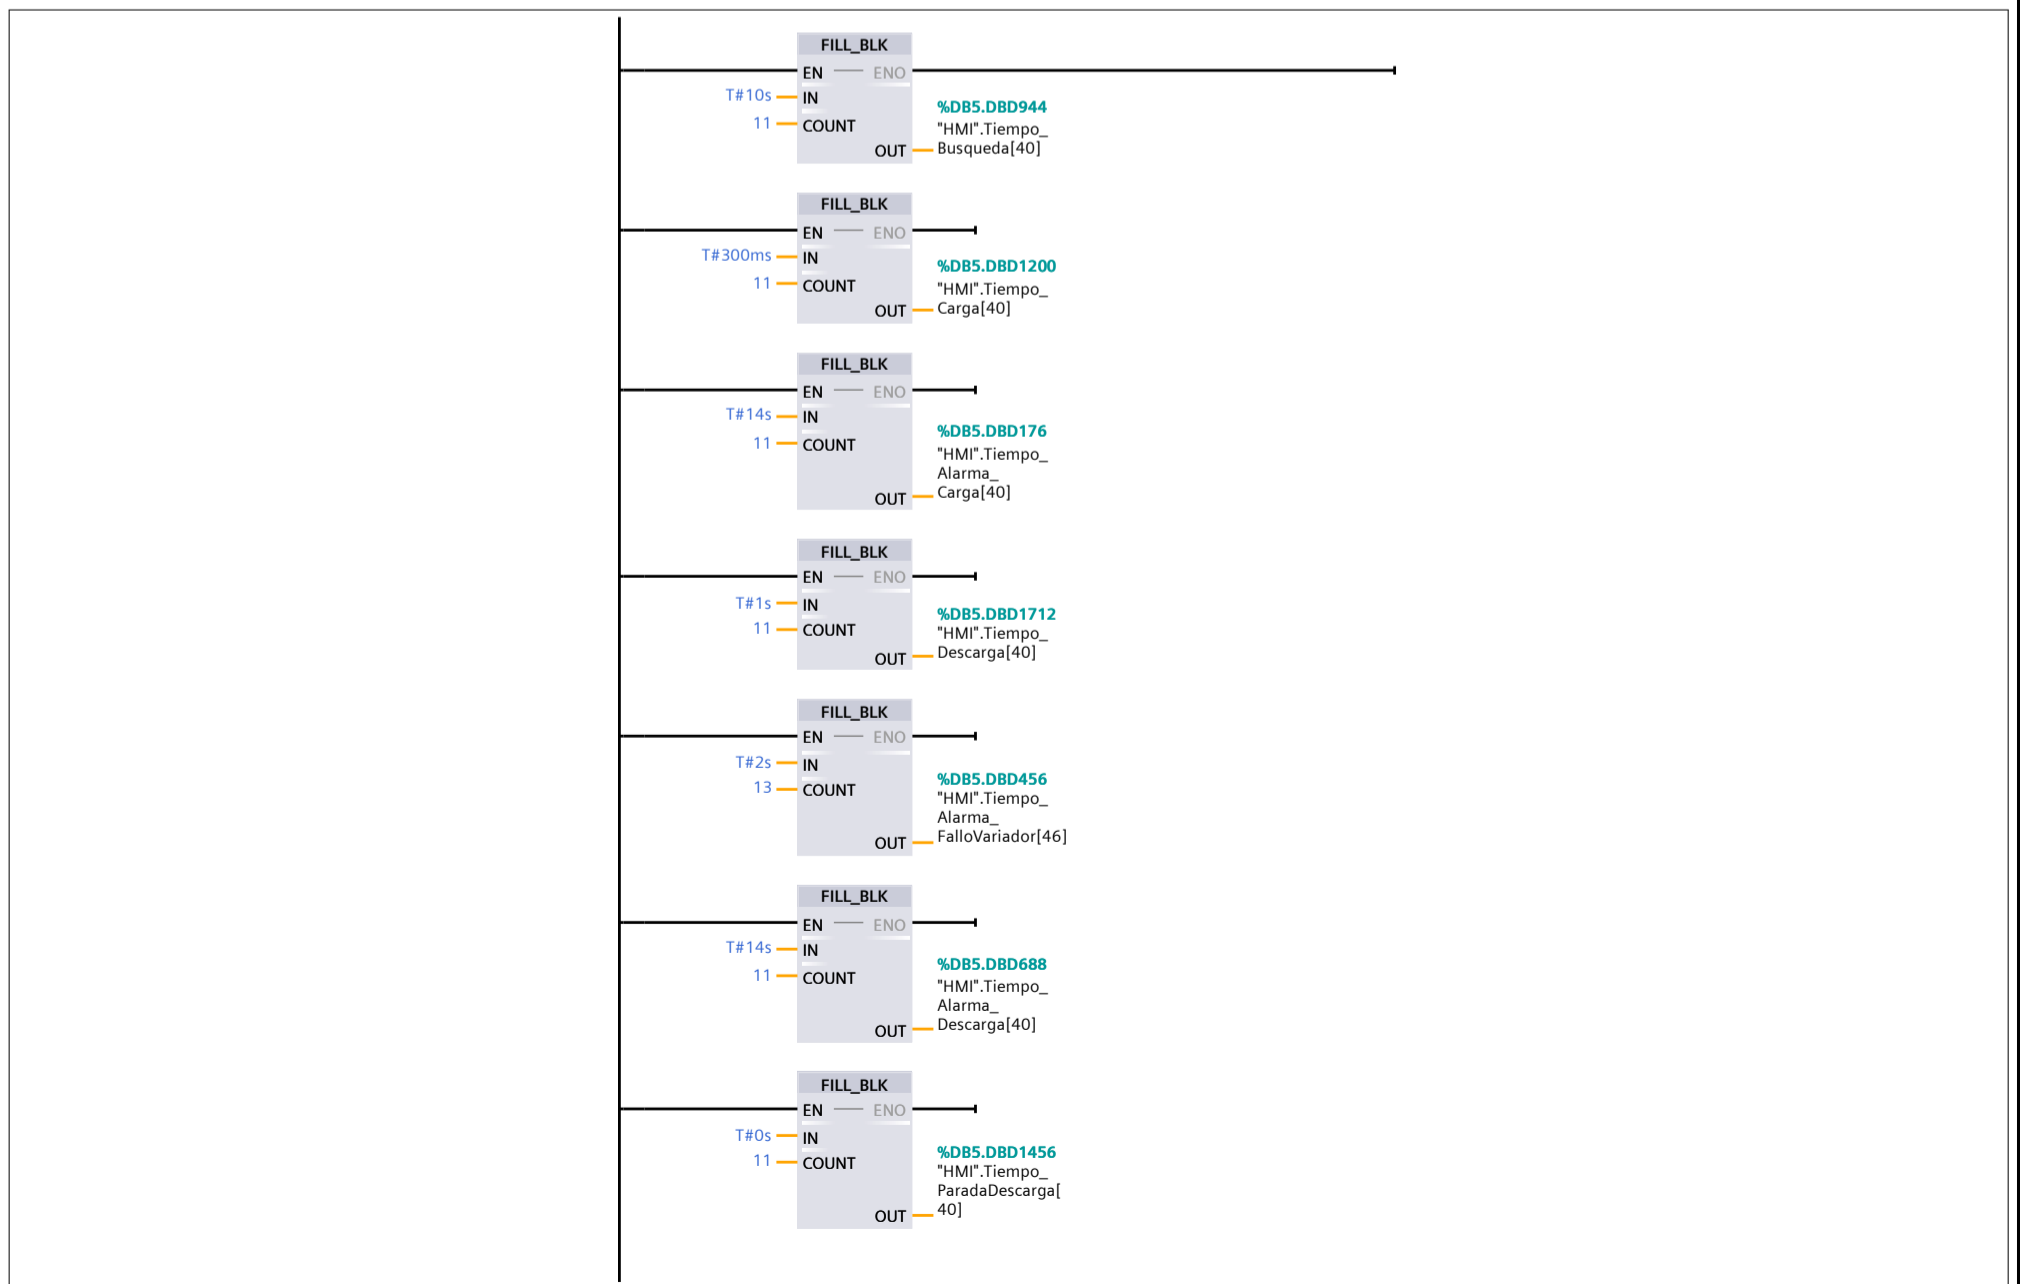 FILL_BLK
EN ENO
T#10s IN
11 COUNT
%DB5.DBD944
"HMI".Tiempo_
Busqueda[40]
OUT
FILL_BLK
EN ENO
T#300ms IN
11 COUNT
%DB5.DBD1200
"HMI".Tiempo_
Carga[40]
OUT
FILL_BLK
EN ENO
T#14s IN
11 COUNT
%DB5.DBD176
"HMI".Tiempo_
Alarma_
Carga[40]
OUT
FILL_BLK
EN ENO
T#1s IN
11 COUNT
%DB5.DBD1712
"HMI".Tiempo_
Descarga[40]
OUT
FILL_BLK
EN ENO
T#2s IN
13 COUNT
%DB5.DBD456
"HMI".Tiempo_
Alarma_
FalloVariador[46]
OUT
FILL_BLK
EN ENO
T#14s IN
11 COUNT
%DB5.DBD688
"HMI".Tiempo_
Alarma_
Descarga[40]
OUT
FILL_BLK
EN ENO
T#0s IN
11 COUNT
%DB5.DBD1456
"HMI".Tiempo_
ParadaDescarga[
40]
OUT